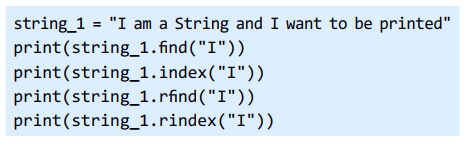 string_1 = "I am a String and I want to be printed"
print(string_1.find("I"))
print(string_1.index("I"))
print(string_1.rfind("I"))
print(string_1.rindex("I"))